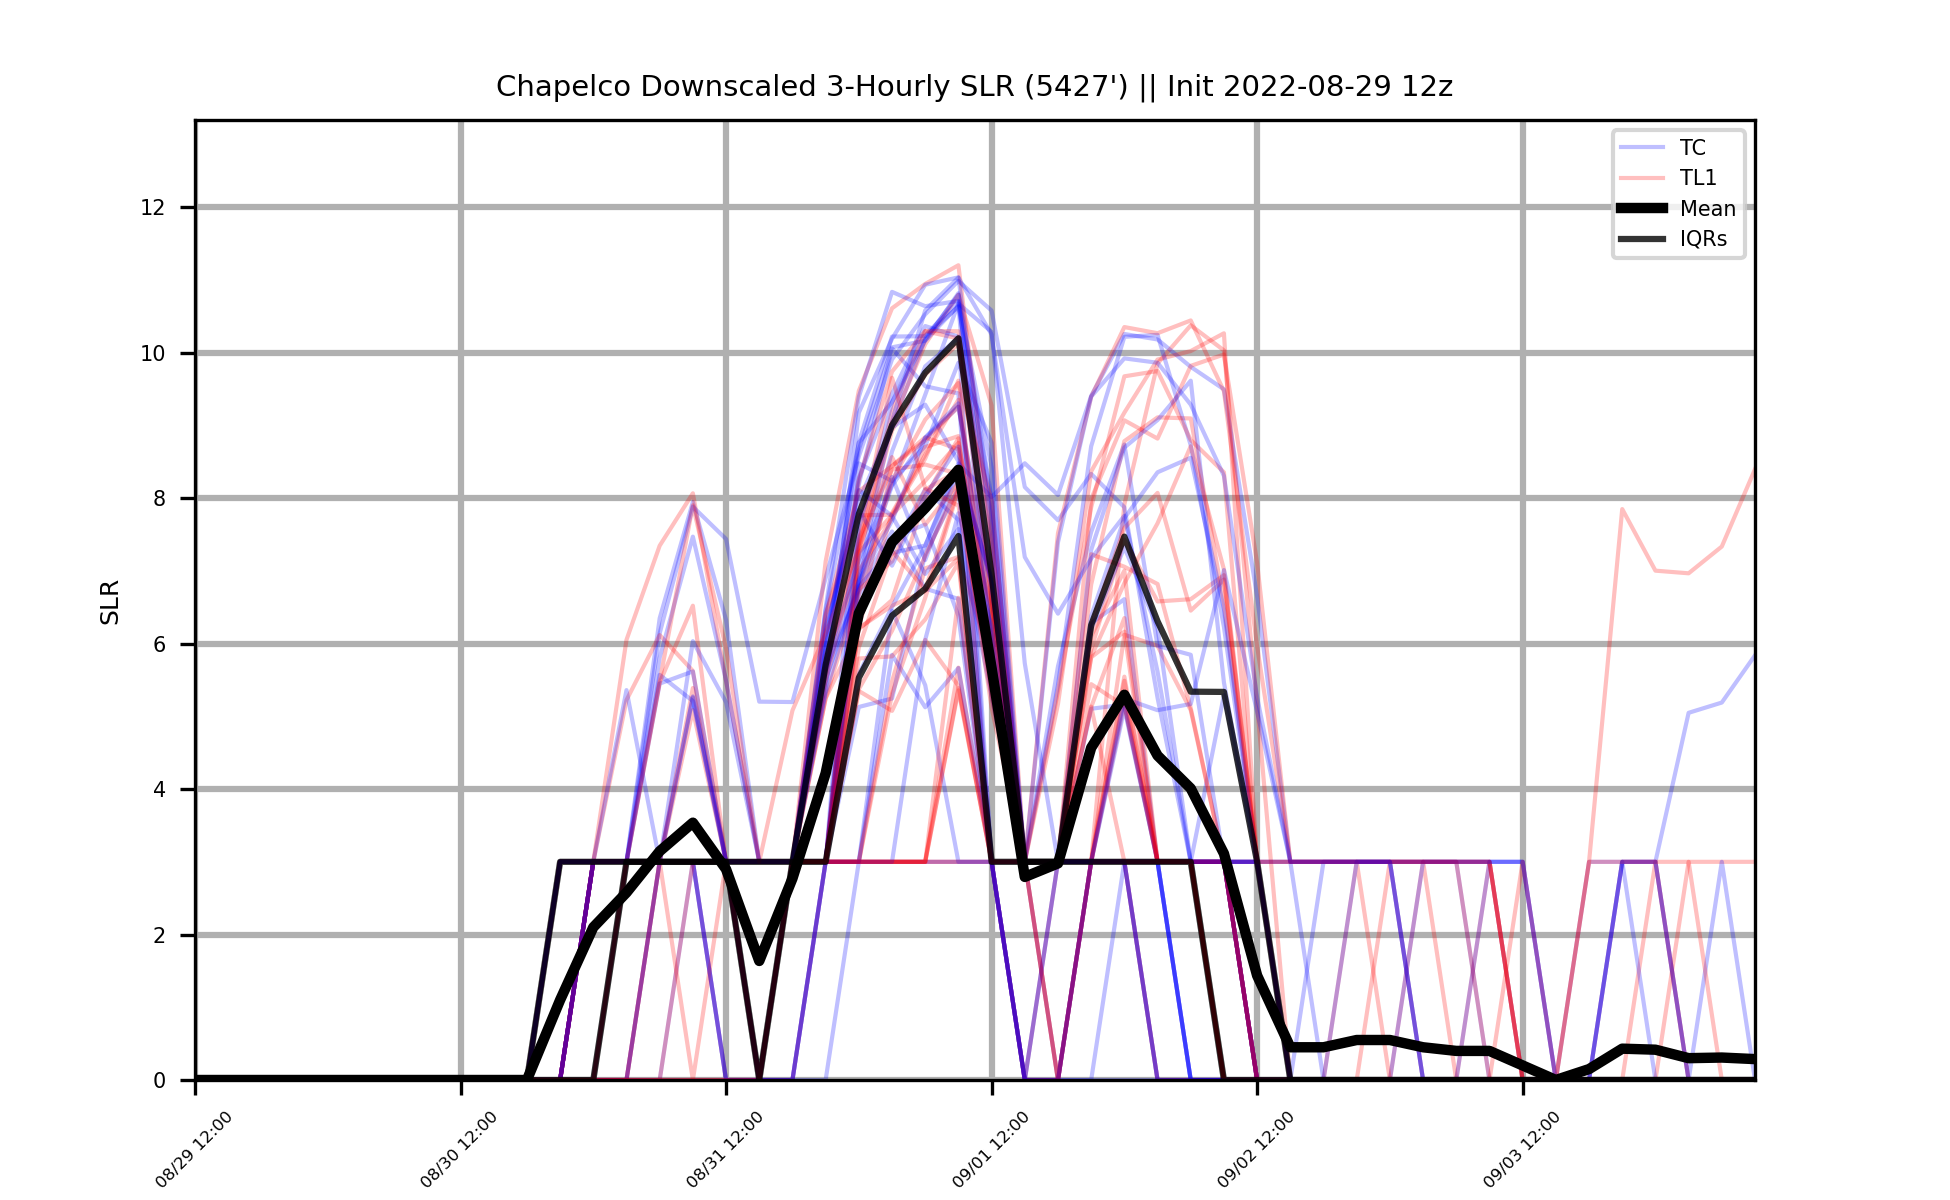 Chapelco Downscaled 3-Hourly SLR (5427') || Init 2022-08-29 12z
TC
TL1
Mean
IQRs
SLR
12
10
8
6
4
2
0
08/29 12:00
08/30 12:00
08/31 12:00
09/01 12:00
09/02 12:00
09/03 12:00